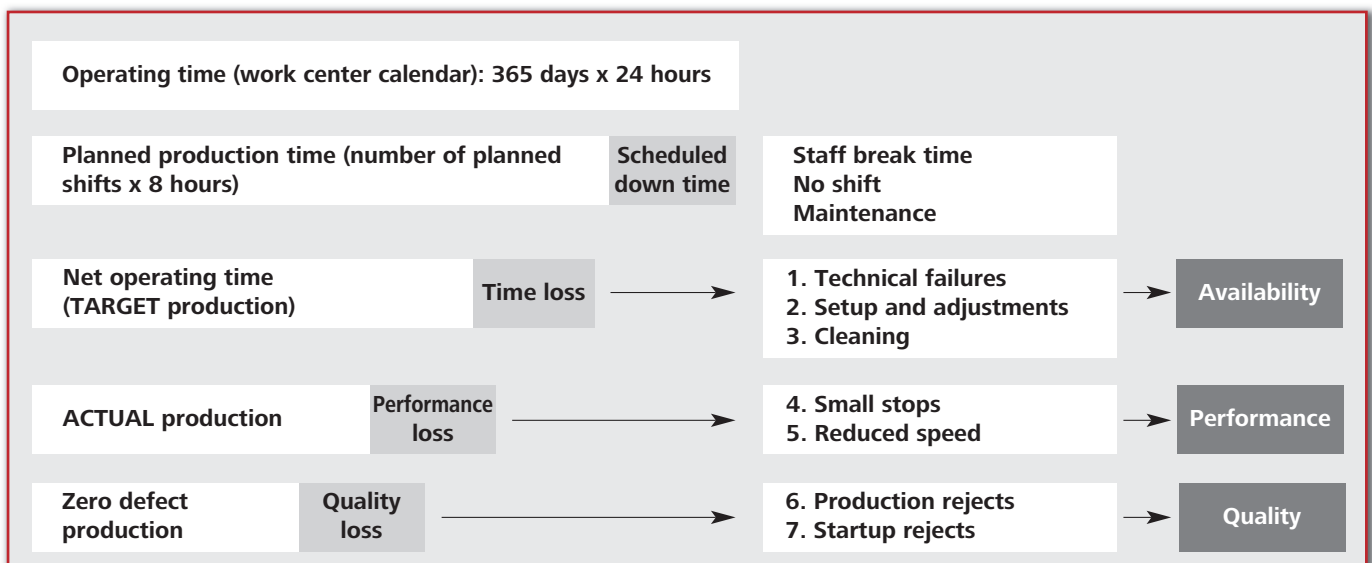 Operating time (work center calendar): 365 days x 24 hours
Planned production time (number of planned
shifts x 8 hours)
Scheduled
down time
Staff break time
No shift
Maintenance
Net operating time
(TARGET production)
Time loss
1. Technical failures
2. Setup and adjustments
3. Cleaning
Availability
ACTUAL production
Performance
loss
4. Small stops
5. Reduced speed
Performance
Zero defect
production
Quality
loss
6. Production rejects
7. Startup rejects
Quality